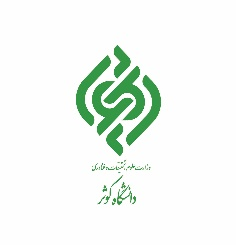 وزارت علوم، تحقیقات و فناوری
دانشگاه کوثر